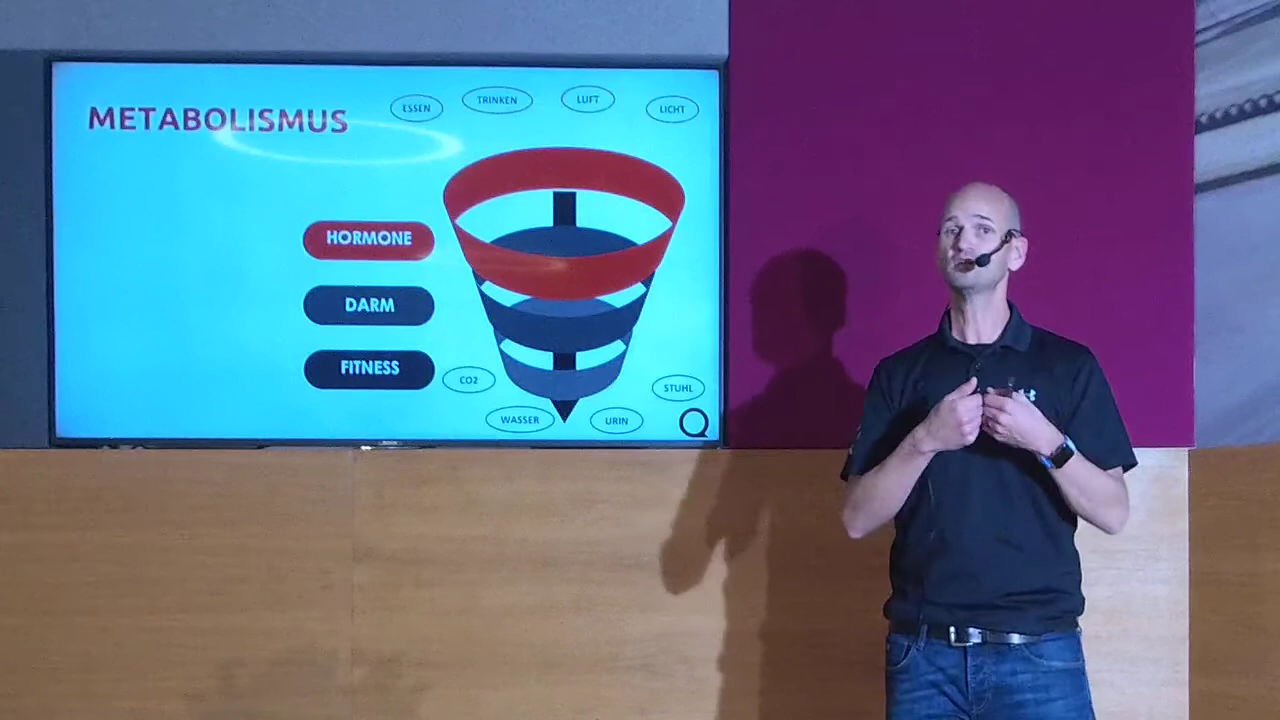 METABOLISMUS
ESSEN
TRINKEN
LUFT
LICHT
HORMONE
DARM
FITNESS
CO2
STUHL
WASSER
URIN